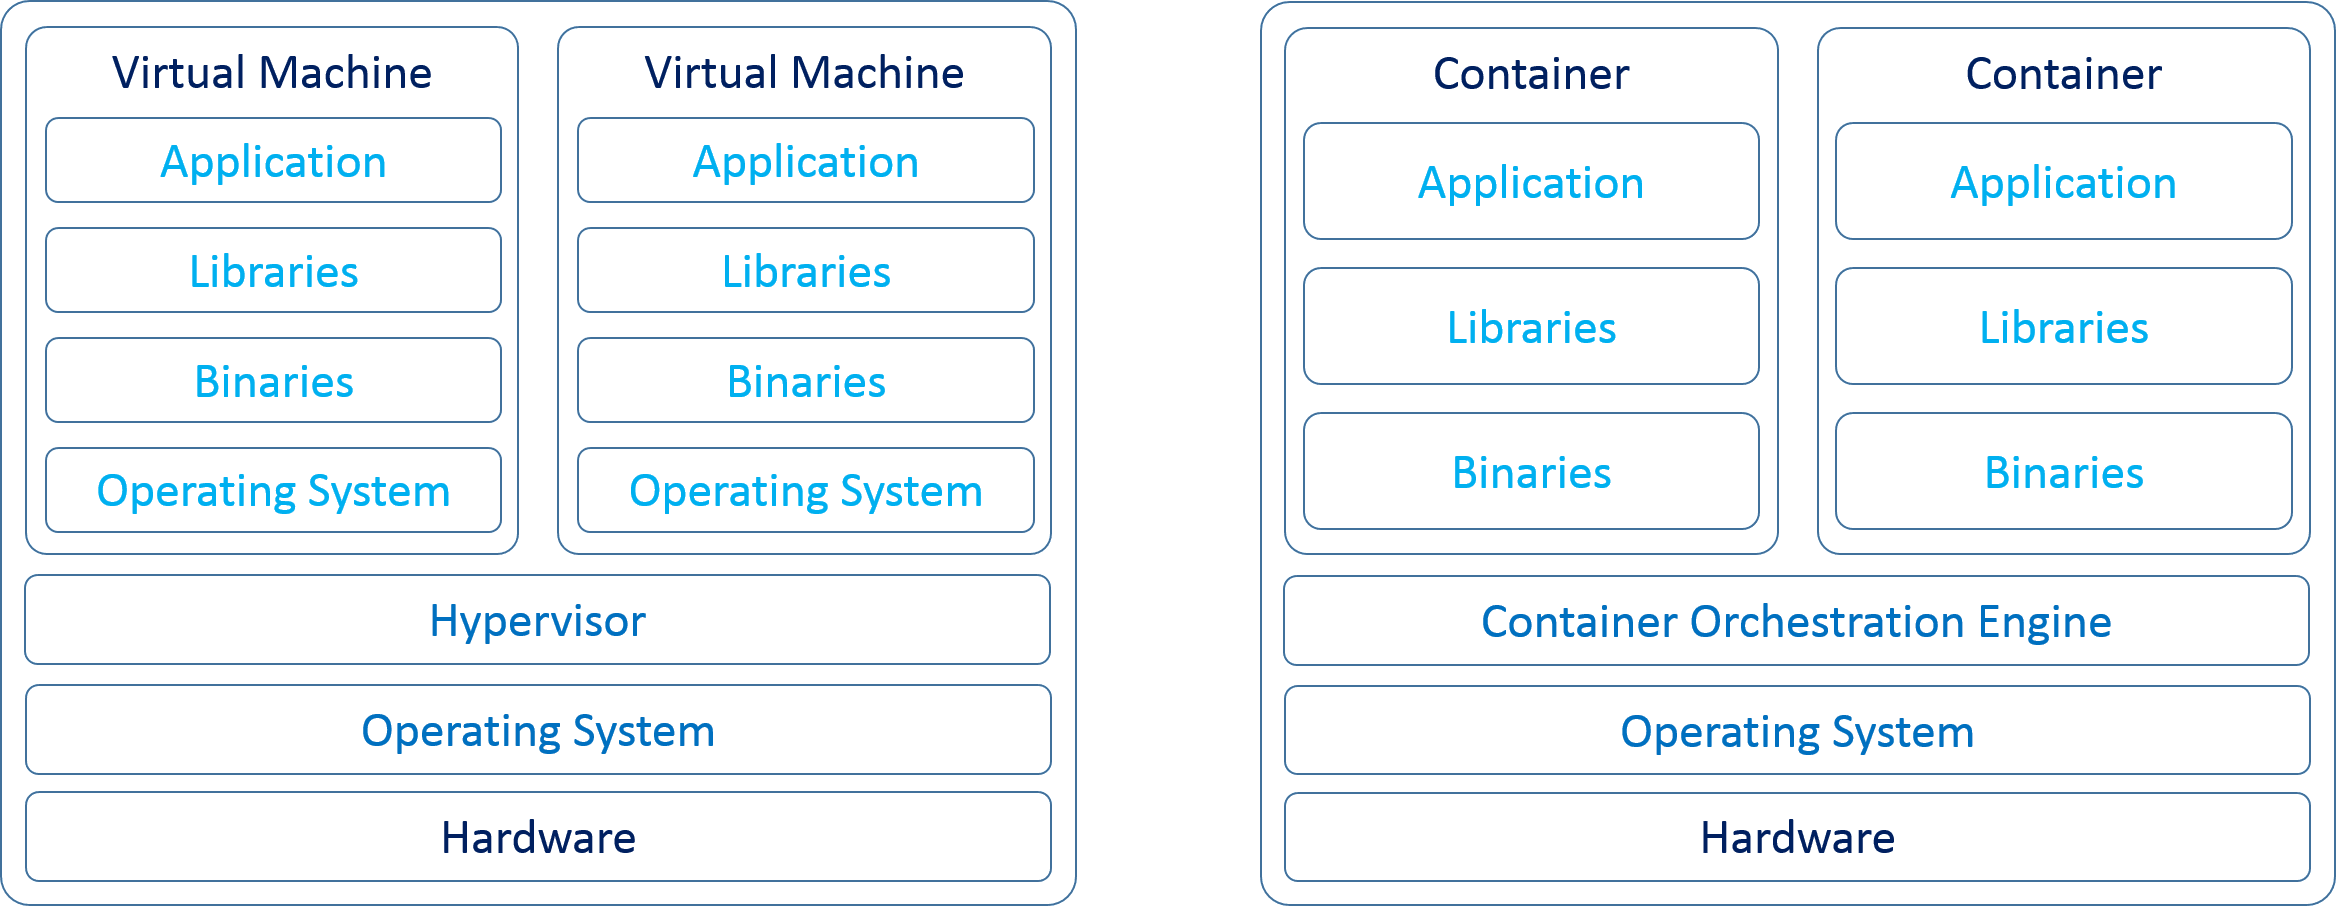 Virtual Machine
Application
Libraries
Binaries
Operating System
Virtual Machine
Application
Libraries
Binaries
Operating System
Hypervisor
Operating System
Hardware
Container
Application
Libraries
Binaries
Container
Application
Libraries
Binaries
Container Orchestration Engine
Operating System
Hardware